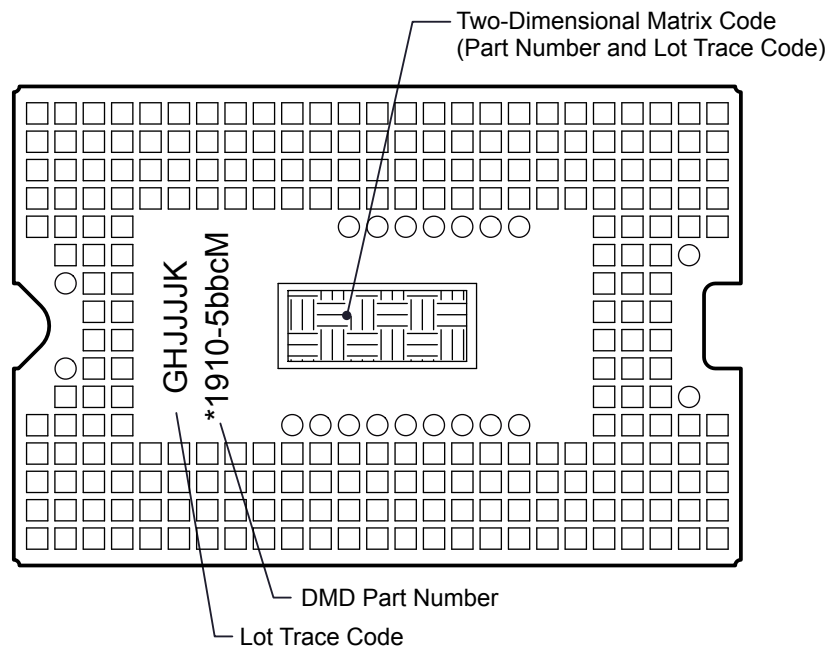 Two-Dimensional Matrix Code
(Part Number and Lot Trace Code)
GHJJJJK
*1910-5bbcM
DMD Part Number
Lot Trace Code